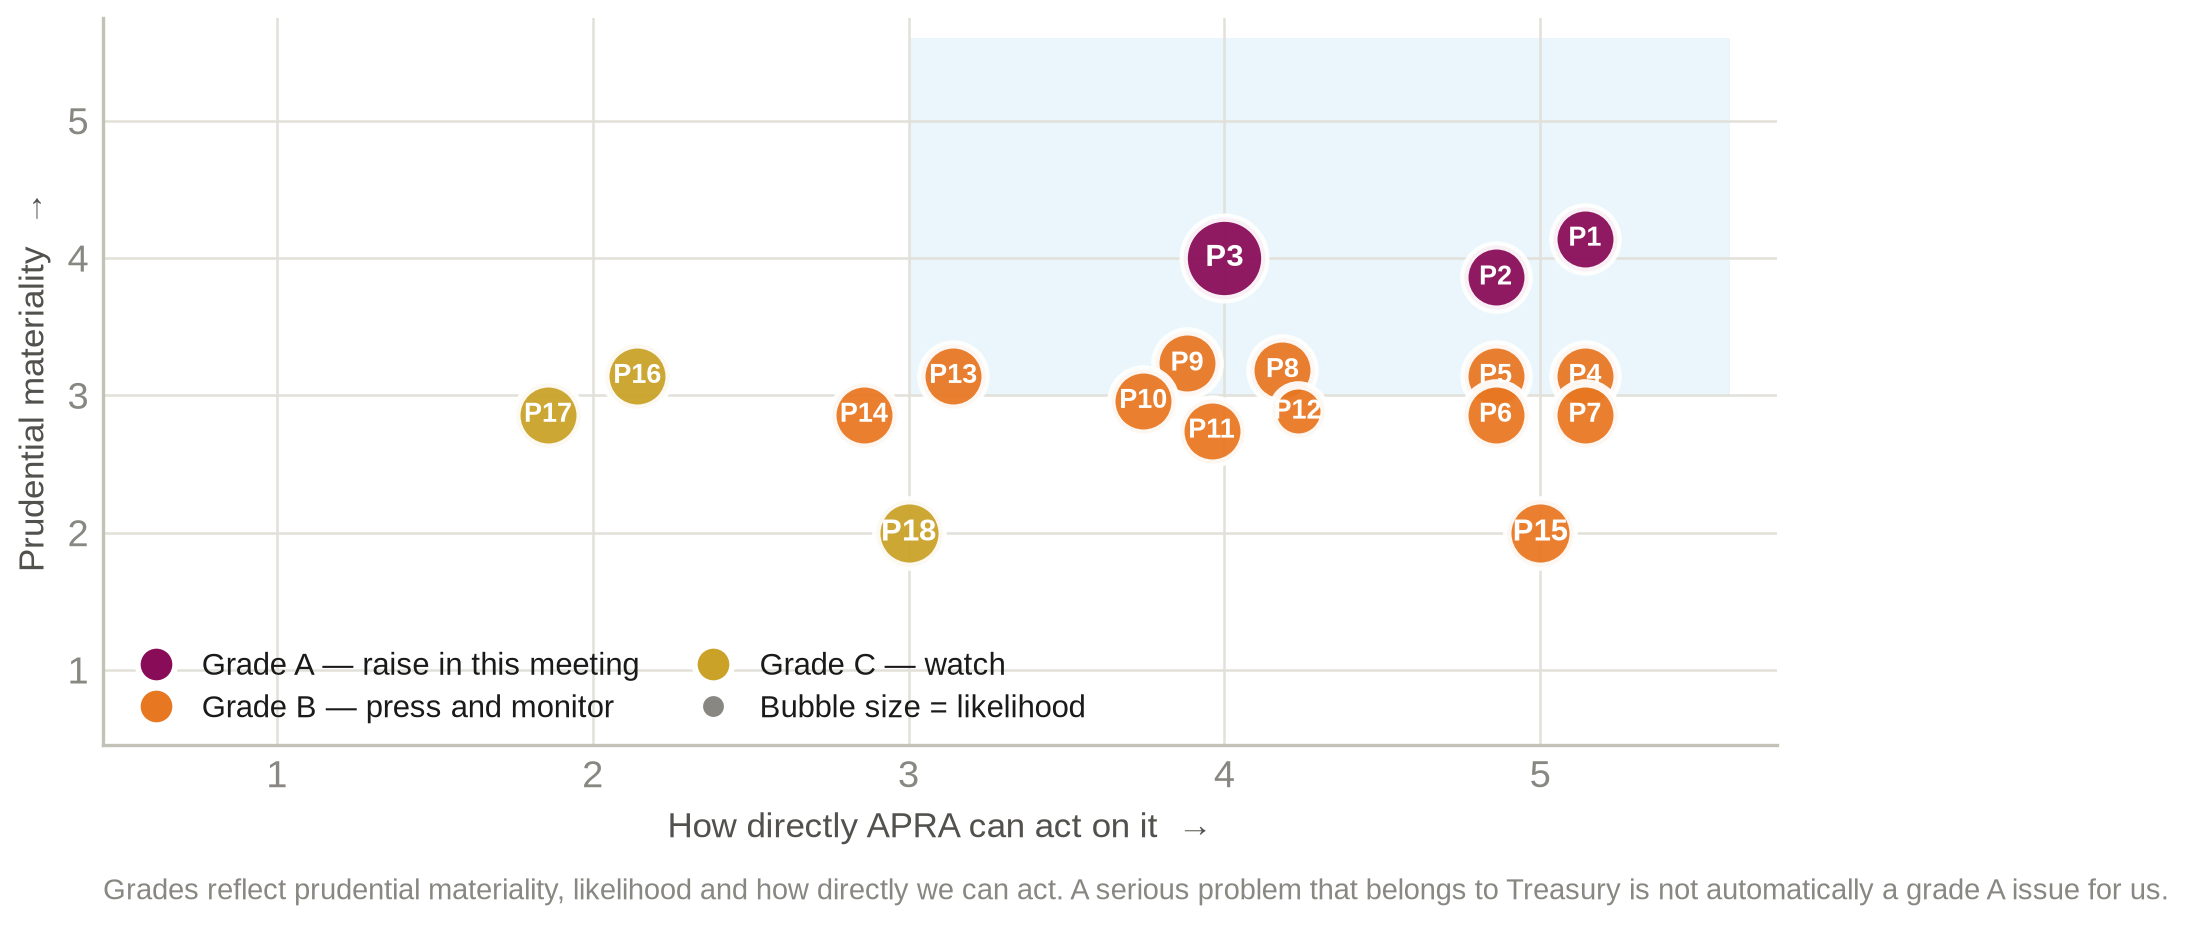 5
4
3
2
1
Prudential materiality →
P1
P3
P2
P9
P8
P16
P13
P5
P4
P10
P12
P17
P14
P6
P7
P11
P18
P15
Grade A — raise in this meeting
Grade B — press and monitor
Grade C — watch
Bubble size = likelihood
1 2 3 4 5
How directly APRA can act on it →
Grades reflect prudential materiality, likelihood and how directly we can act. A serious problem that belongs to Treasury is not automatically a grade A issue for us.